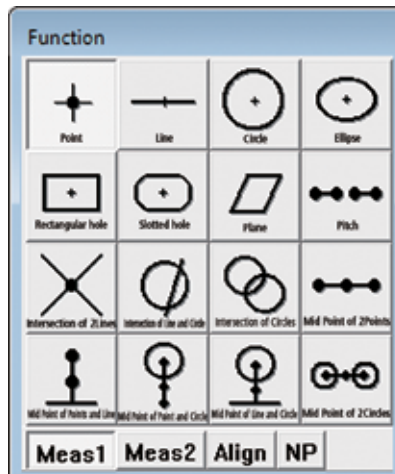 Function
Point Line Circle Ellipse
Rectangular hole Slotted hole Plane Pitch
Intersection of 2Lines Intersection of Line and Circle Intersection of Circles Mid Point of 2Points
Mid Point of Points and Line Mid Point of Point and Circle Mid Point of Line and Circle Mid Point of 2Circles
Meas1 Meas2 Align NP